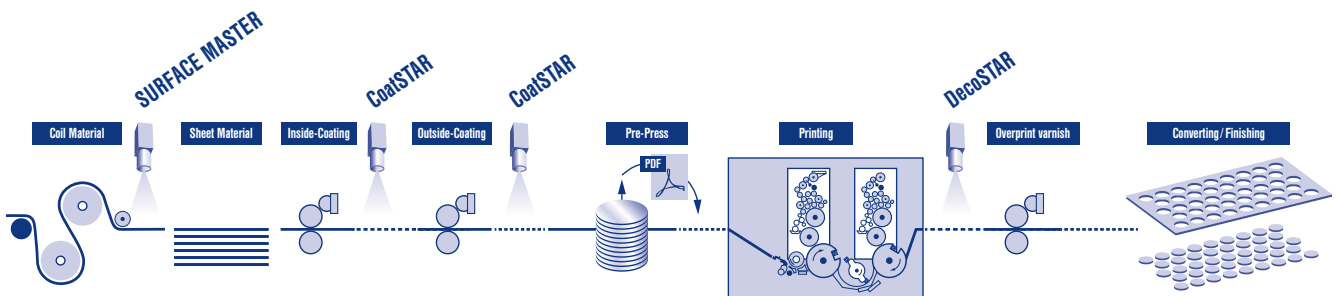 SURFACE MASTER
CoatSTAR
CoatSTAR
DecoSTAR
Coil Material
Sheet Material
Inside-Coating
Outside-Coating
Pre-Press
Printing
Overprint varnish
Converting/Finishing
PDF